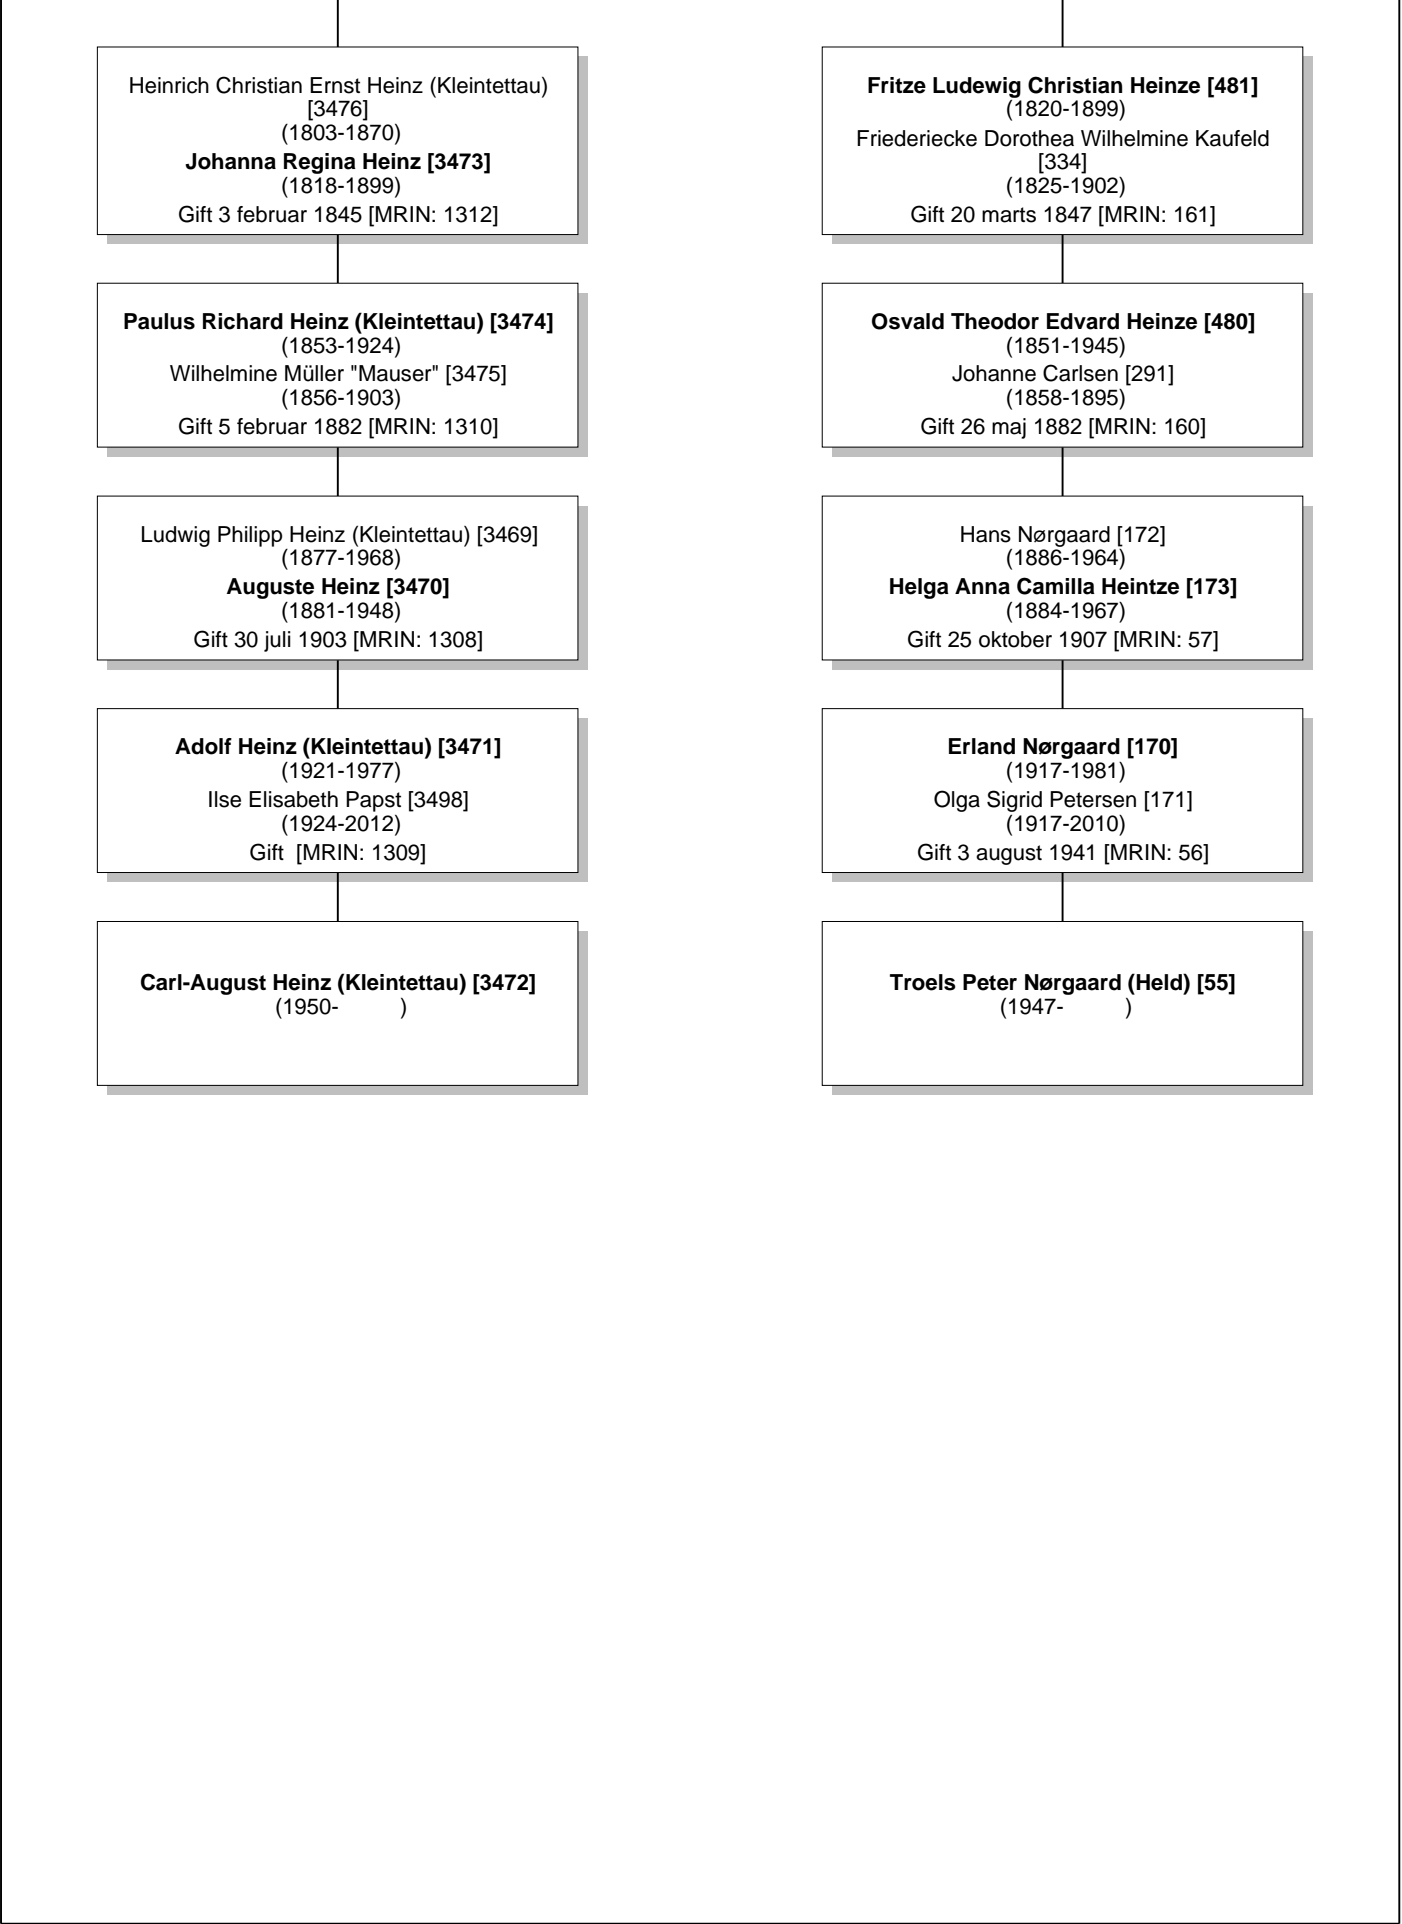 Heinrich Christian Ernst Heinz (Kleintettau)
[3476]
(1803-1870)
Johanna Regina Heinz [3473]
(1818-1899)
Gift 3 februar 1845 [MRIN: 1312]
Paulus Richard Heinz (Kleintettau) [3474]
(1853-1924)
Wilhelmine Müller "Mauser" [3475]
(1856-1903)
Gift 5 februar 1882 [MRIN: 1310]
Ludwig Philipp Heinz (Kleintettau) [3469]
(1877-1968)
Auguste Heinz [3470]
(1881-1948)
Gift 30 juli 1903 [MRIN: 1308]
Adolf Heinz (Kleintettau) [3471]
(1921-1977)
Ilse Elisabeth Papst [3498]
(1924-2012)
Gift  [MRIN: 1309]
Carl-August Heinz (Kleintettau) [3472]
(1950-          )
Fritze Ludewig Christian Heinze [481]
(1820-1899)
Friederiecke Dorothea Wilhelmine Kaufeld
[334]
(1825-1902)
Gift 20 marts 1847 [MRIN: 161]
Osvald Theodor Edvard Heinze [480]
(1851-1945)
Johanne Carlsen [291]
(1858-1895)
Gift 26 maj 1882 [MRIN: 160]
Hans Nørgaard [172]
(1886-1964)
Helga Anna Camilla Heintze [173]
(1884-1967)
Gift 25 oktober 1907 [MRIN: 57]
Erland Nørgaard [170]
(1917-1981)
Olga Sigrid Petersen [171]
(1917-2010)
Gift 3 august 1941 [MRIN: 56]
Troels Peter Nørgaard (Held) [55]
(1947-          )